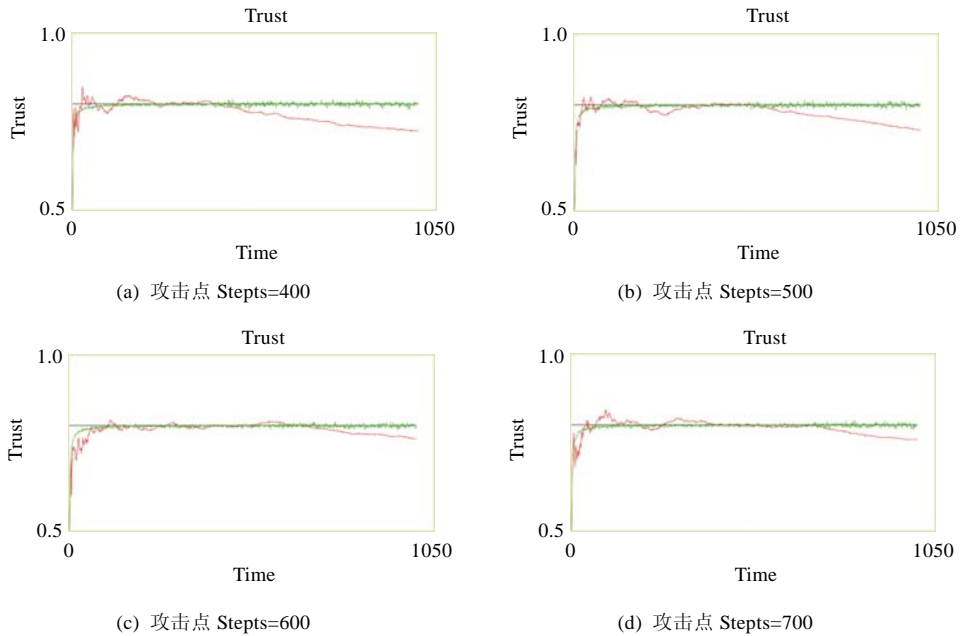 Trust
1.0
Trust
0.5
0
1050
Time
(a) 攻击点 Stepts=400
Trust
1.0
Trust
0.5
0
1050
Time
(b) 攻击点 Stepts=500
Trust
1.0
Trust
0.5
0
1050
Time
(c) 攻击点 Stepts=600
Trust
1.0
Trust
0.5
0
1050
Time
(d) 攻击点 Stepts=700